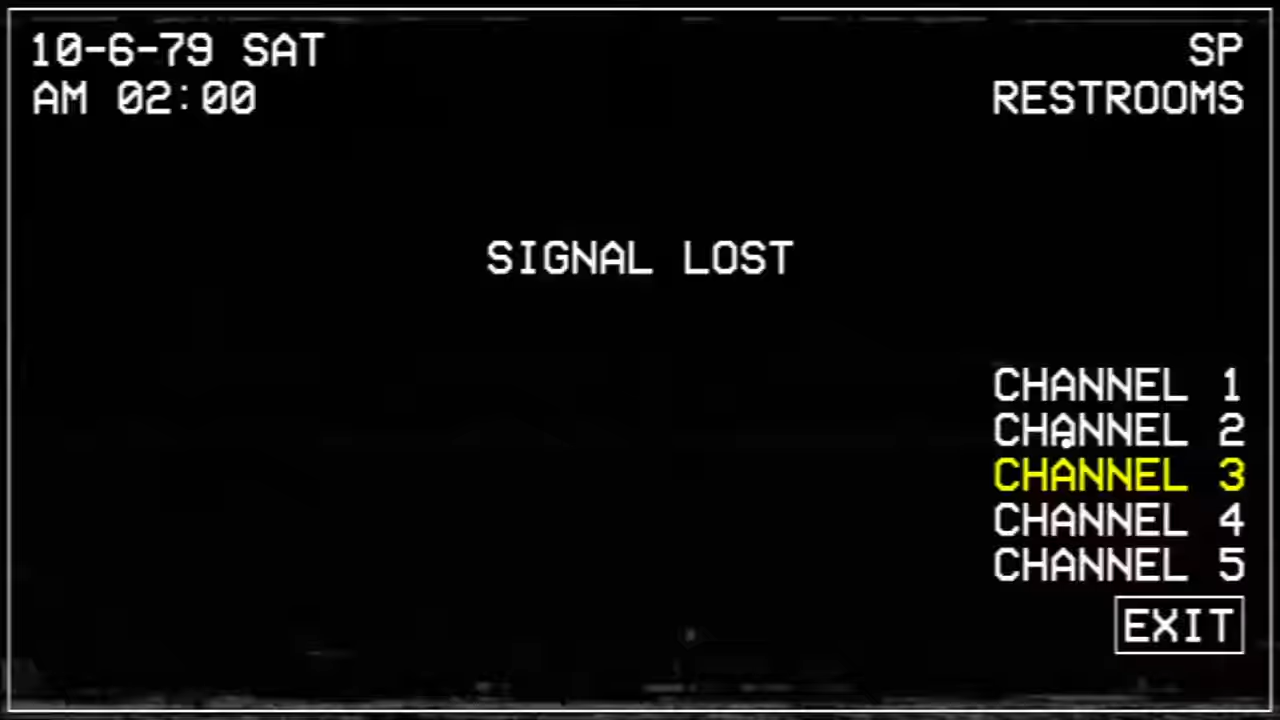 10-6-79 SAT
AM 02:00
SP
RESTROOMS
SIGNAL LOST
CHANNEL 1
CHANNEL 2
CHANNEL 3
CHANNEL 4
CHANNEL 5
EXIT